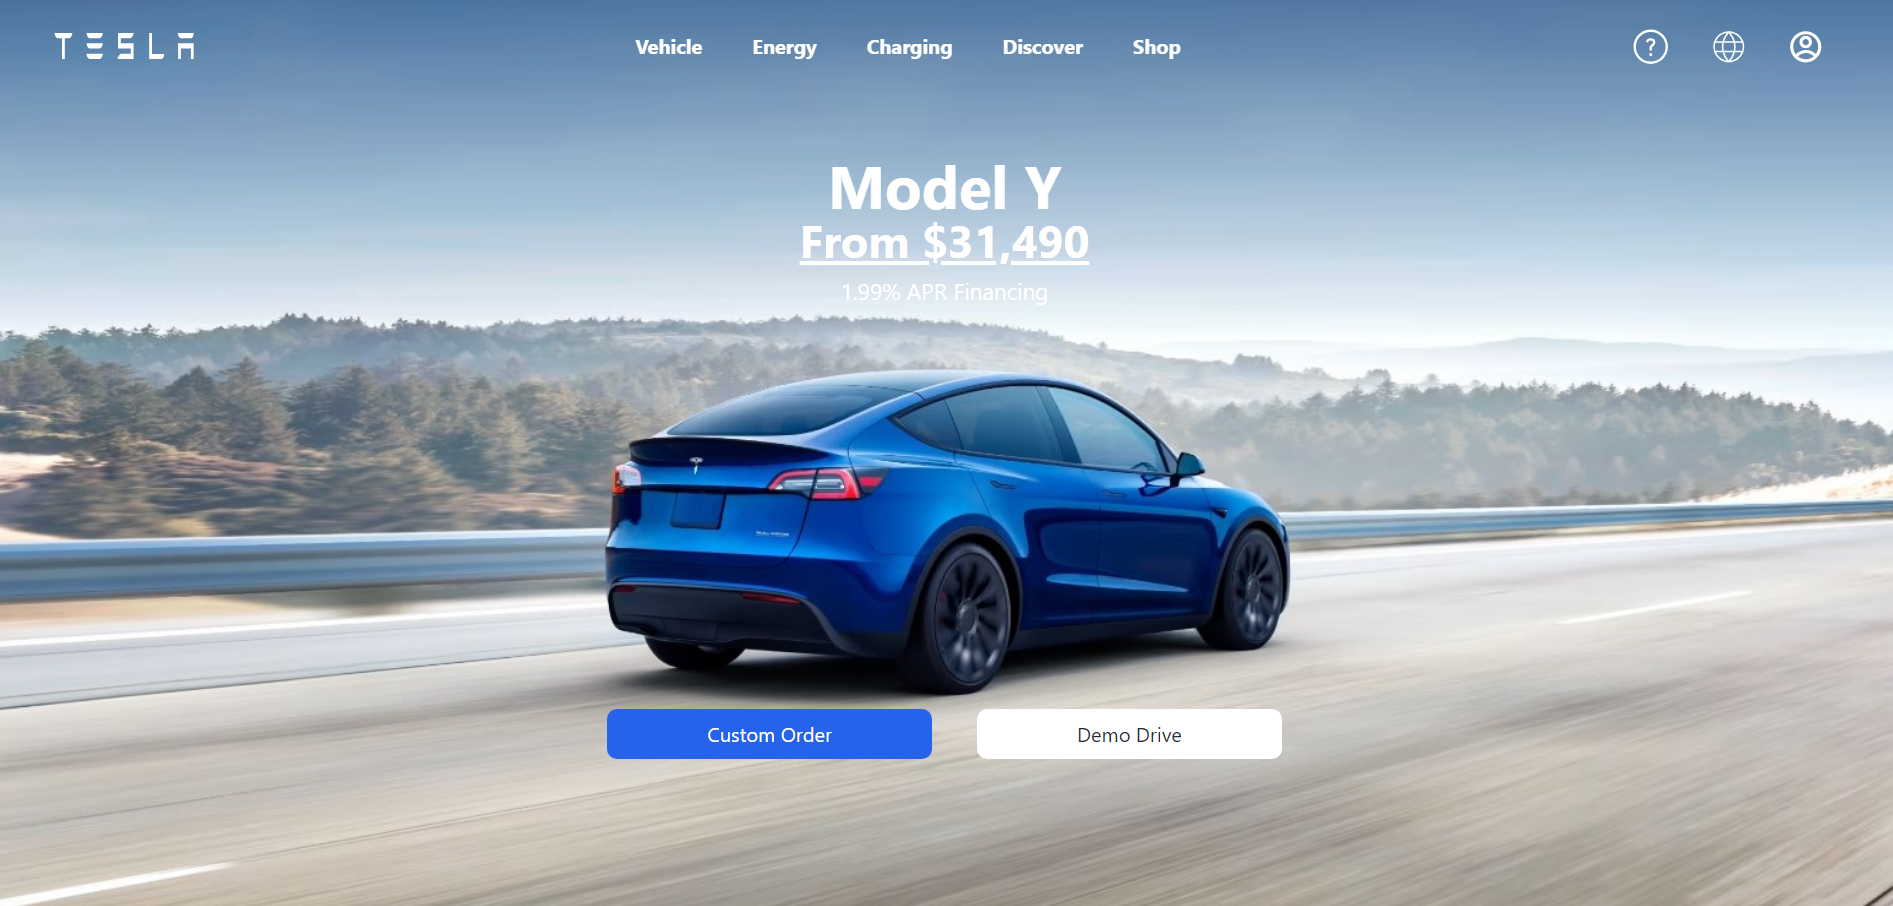 TESLA
Vehicle Energy Charging Discover Shop
?
Model Y
From $31,490
1.99% APR Financing
Custom Order Demo Drive